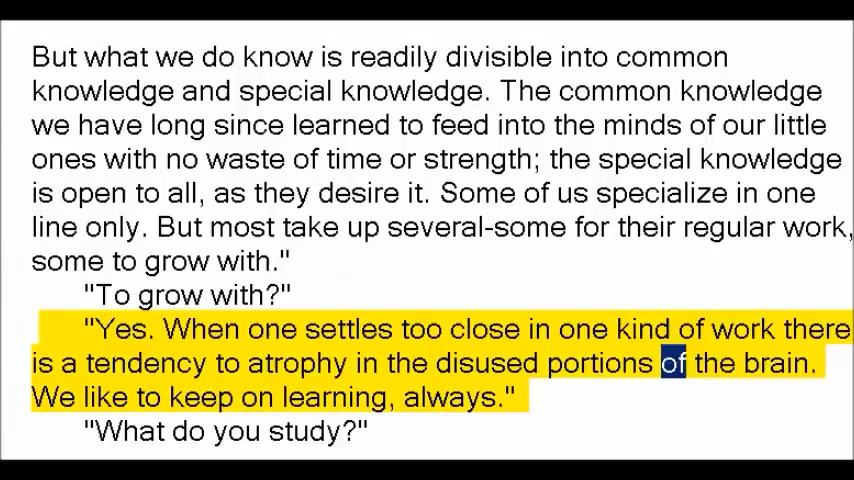 But what we do know is readily divisible into common
knowledge and special knowledge. The common knowledge
we have long since learned to feed into the minds of our little
ones with no waste of time or strength; the special knowledge
is open to all, as they desire it. Some of us specialize in one
line only. But most take up several-some for their regular work,
some to grow with."
"To grow with?"
"Yes. When one settles too close in one kind of work there
is a tendency to atrophy in the disused portions of the brain.
We like to keep on learning, always."
"What do you study?"